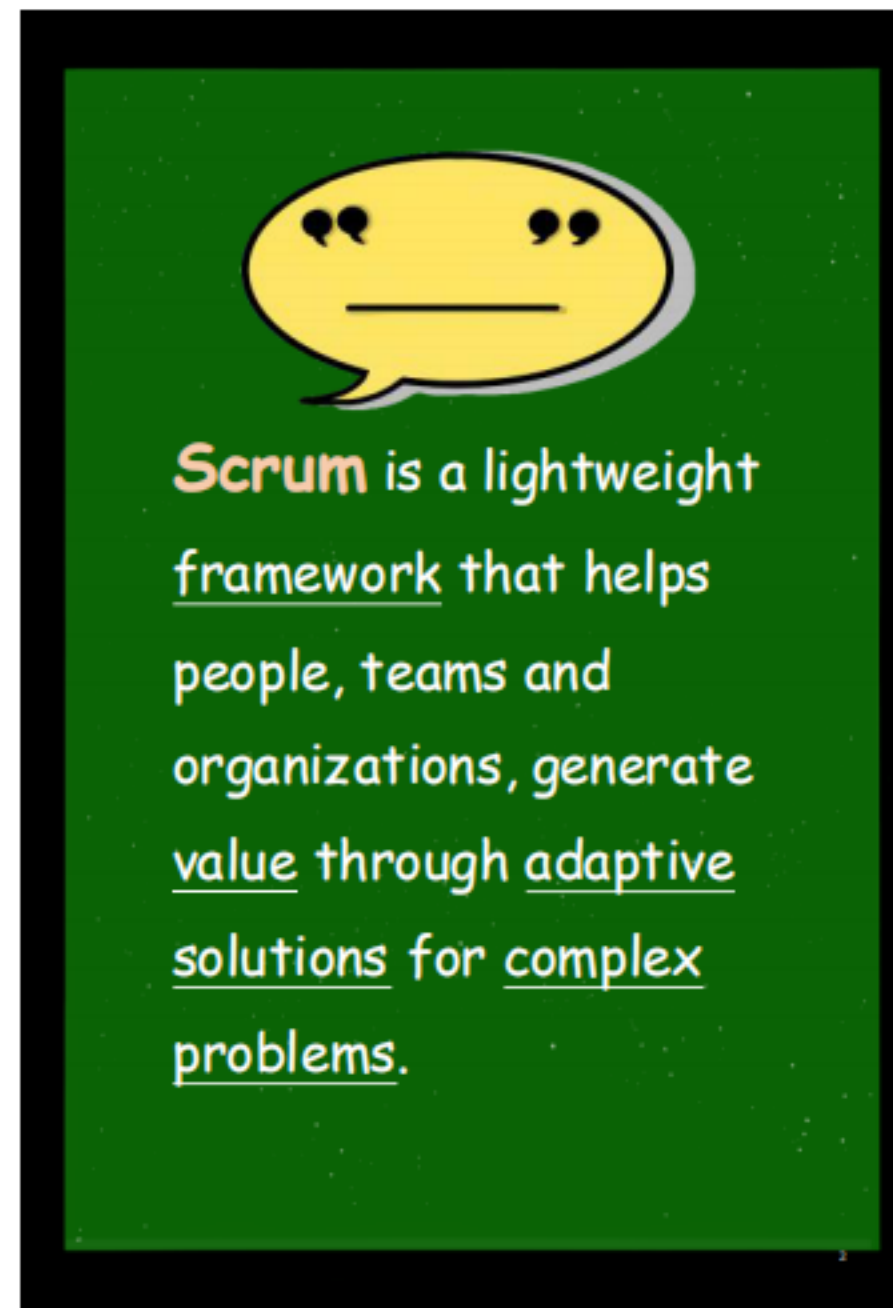 Scrum is a lightweight
framework that helps
people, teams and
organizations, generate
value through adaptive
solutions for complex
problems.